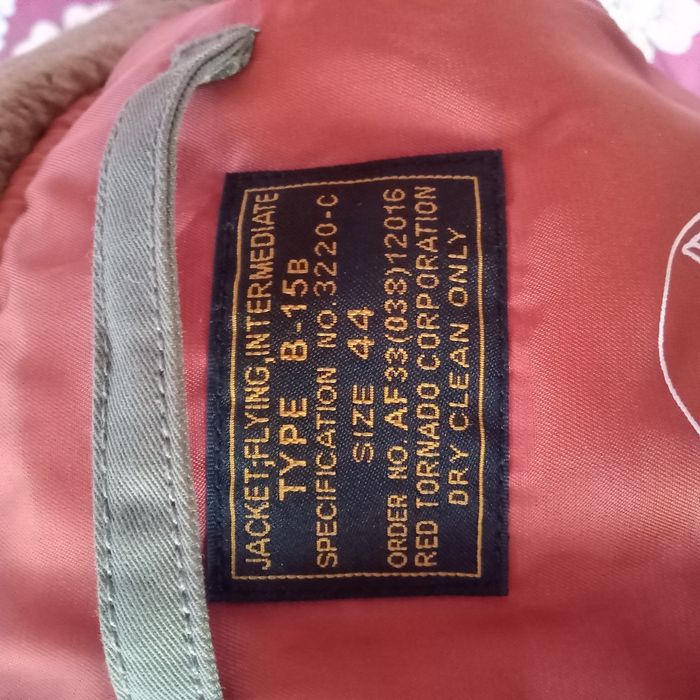 JACKET,FLYING,INTERMEDIATE
TYPE B-15B
SPECIFICATION NO.3220-C
SIZE 44
ORDER NO.AF33(038)12016
RED TORNADO CORPORATION
DRY CLEAN ONLY